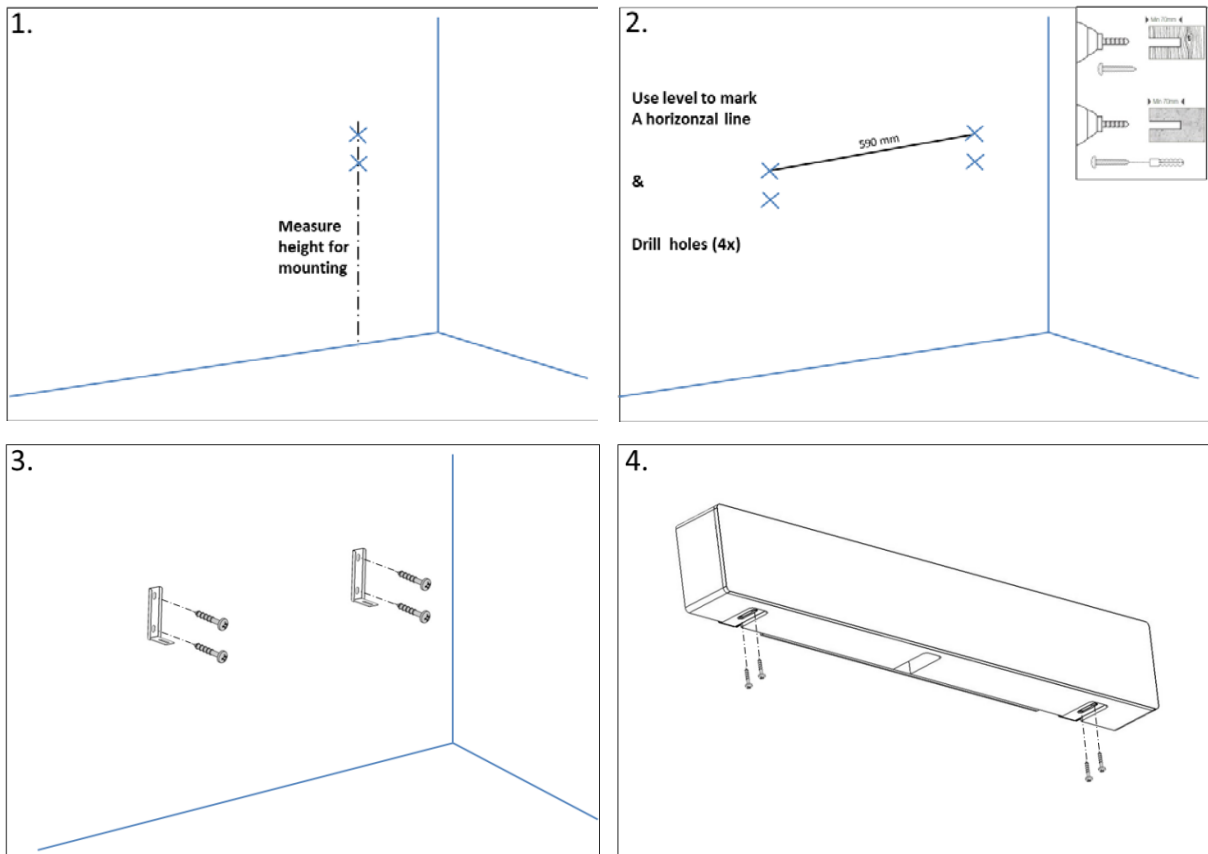 1.
Measure
height for
mounting
2.
Use level to mark
A horizonzal line
&
Drill holes (4x)
590 mm
Min 70mm
Min 70mm
3.
4.